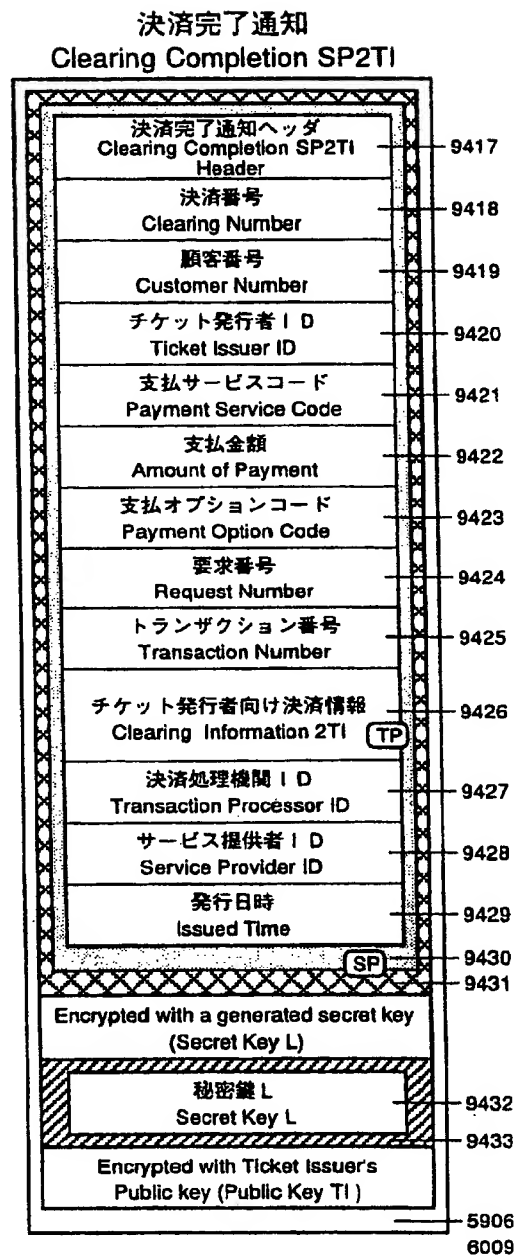 決済完了通知
Clearing Completion SP2TI
決済完了通知ヘッダ
Clearing Completion SP2TI
Header
9417
決済番号
Clearing Number
9418
顧客番号
Customer Number
9419
チケット発行者ID
Ticket Issuer ID
9420
支払サービスコード
Payment Service Code
9421
支払金額
Amount of Payment
9422
支払オプションコード
Payment Option Code
9423
要求番号
Request Number
9424
トランザクション番号
Transaction Number
9425
チケット発行者向け決済情報
Clearing Information 2TI
TP
9426
決済処理機関ID
Transaction Processor ID
9427
サービス提供者ID
Service Provider ID
9428
発行日時
Issued Time
9429
SP
9430
9431
Encrypted with a generated secret key
(Secret Key L)
秘密鍵L
Secret Key L
9432
9433
Encrypted with Ticket Issuer's
Public key (Public Key TI )
5906
6009